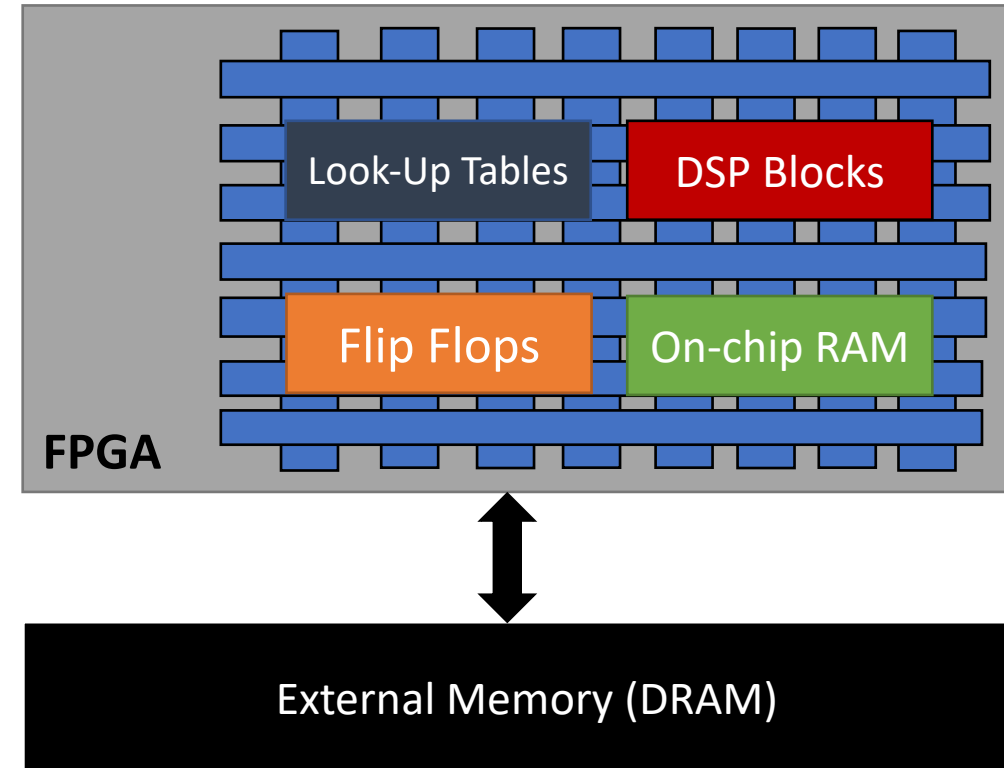 Look-Up Tables
DSP Blocks
Flip Flops
On-chip RAM
FPGA
External Memory (DRAM)